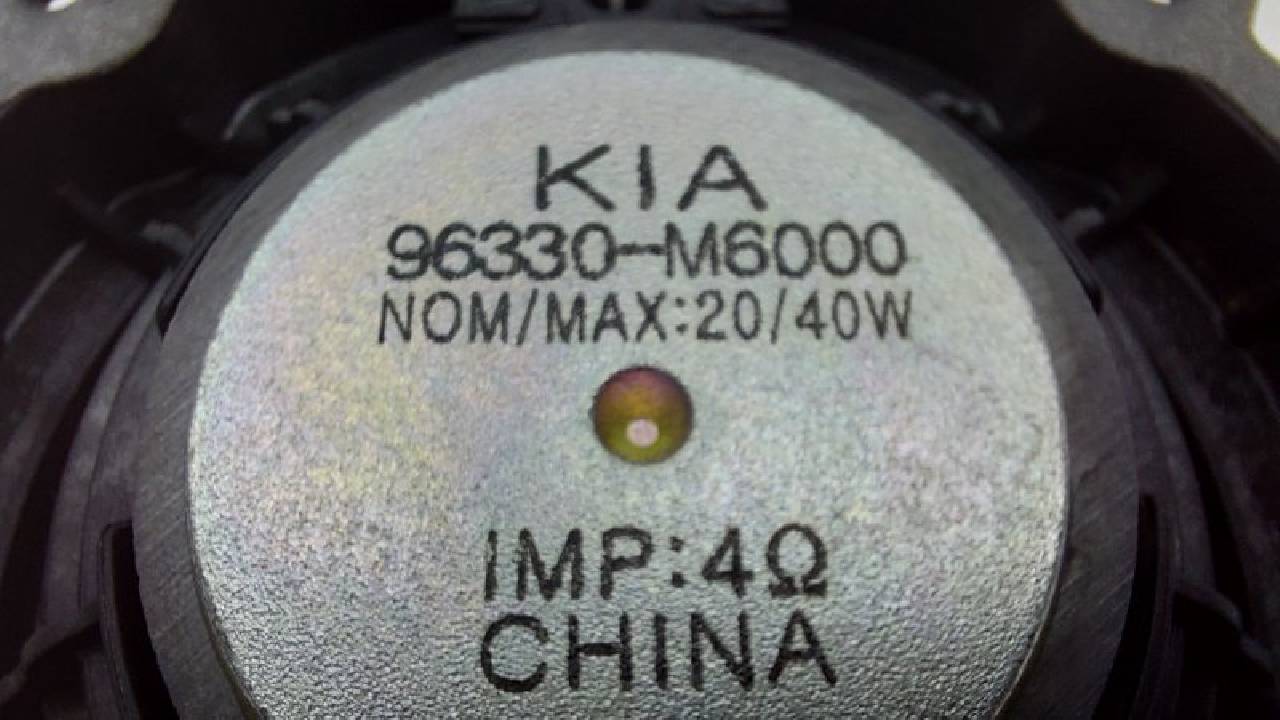 KIA
96330-M6000
NOM/MAX:20/40W
IMP:4Ω
CHINA